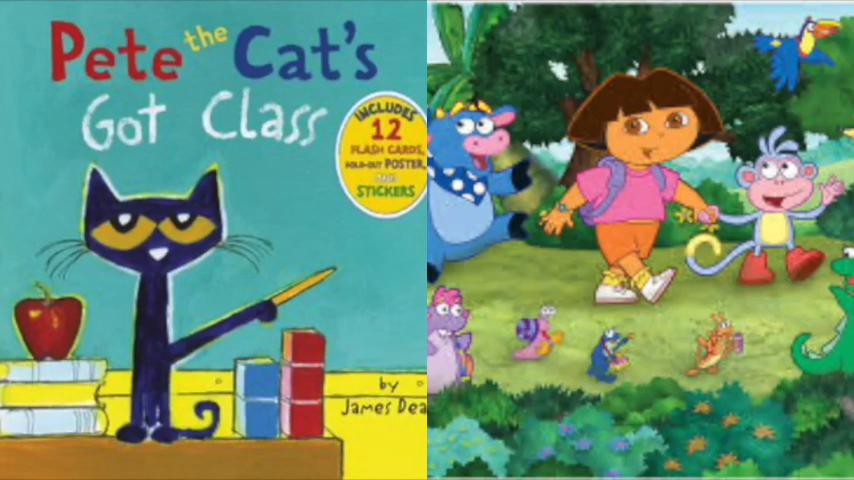 Pete the Cat's
Got Class
INCLUDES
12
FLASH CARDS,
FOLD-OUT POSTER,
AND
STICKERS
by
James Dea